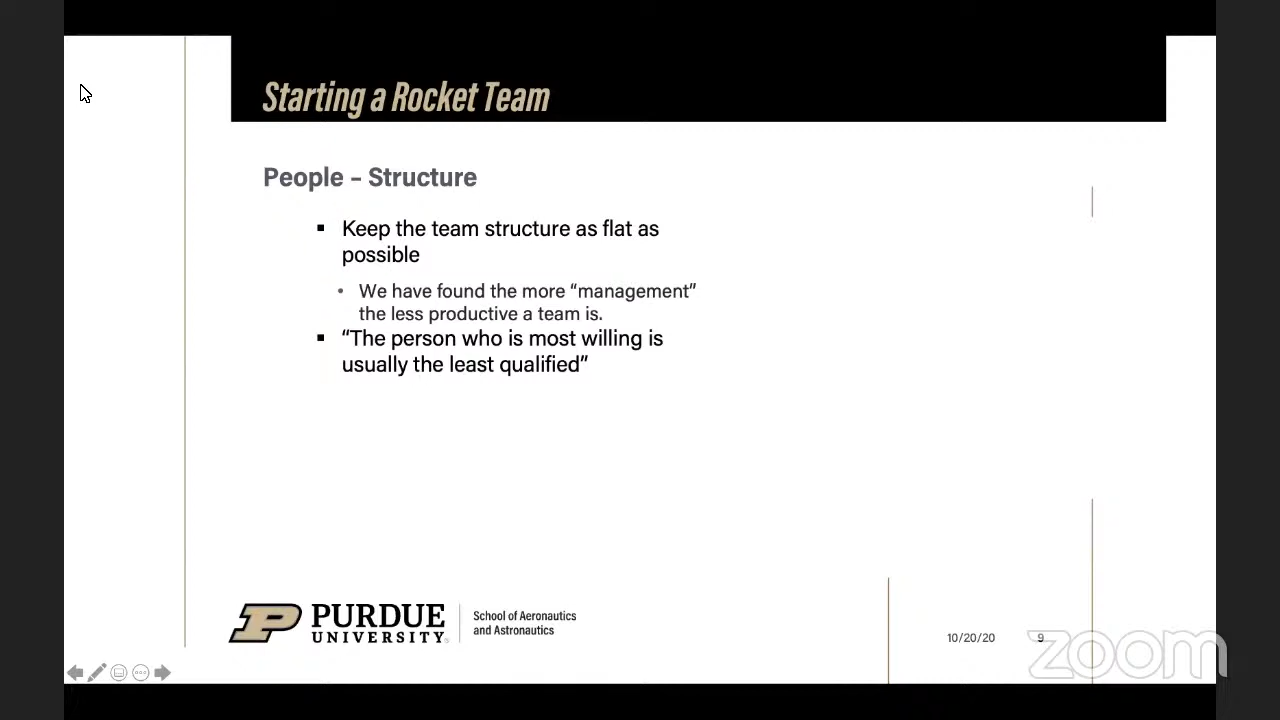 Starting a Rocket Team
People – Structure
▪ Keep the team structure as flat as
possible
• We have found the more “management”
the less productive a team is.
▪ “The person who is most willing is
usually the least qualified”
PURDUE
UNIVERSITY®
School of Aeronautics
and Astronautics
10/20/20
9
zoom